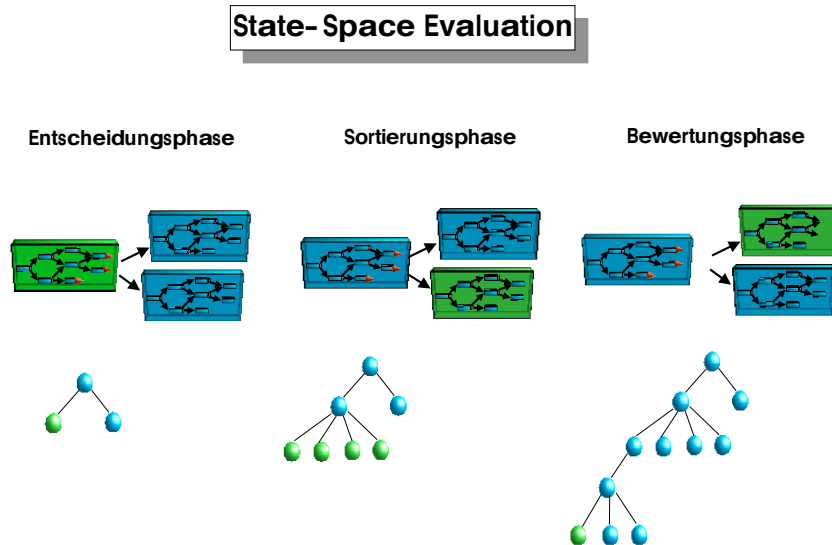 State-Space Evaluation
Entscheidungsphase
Sortierungsphase
Bewertungsphase